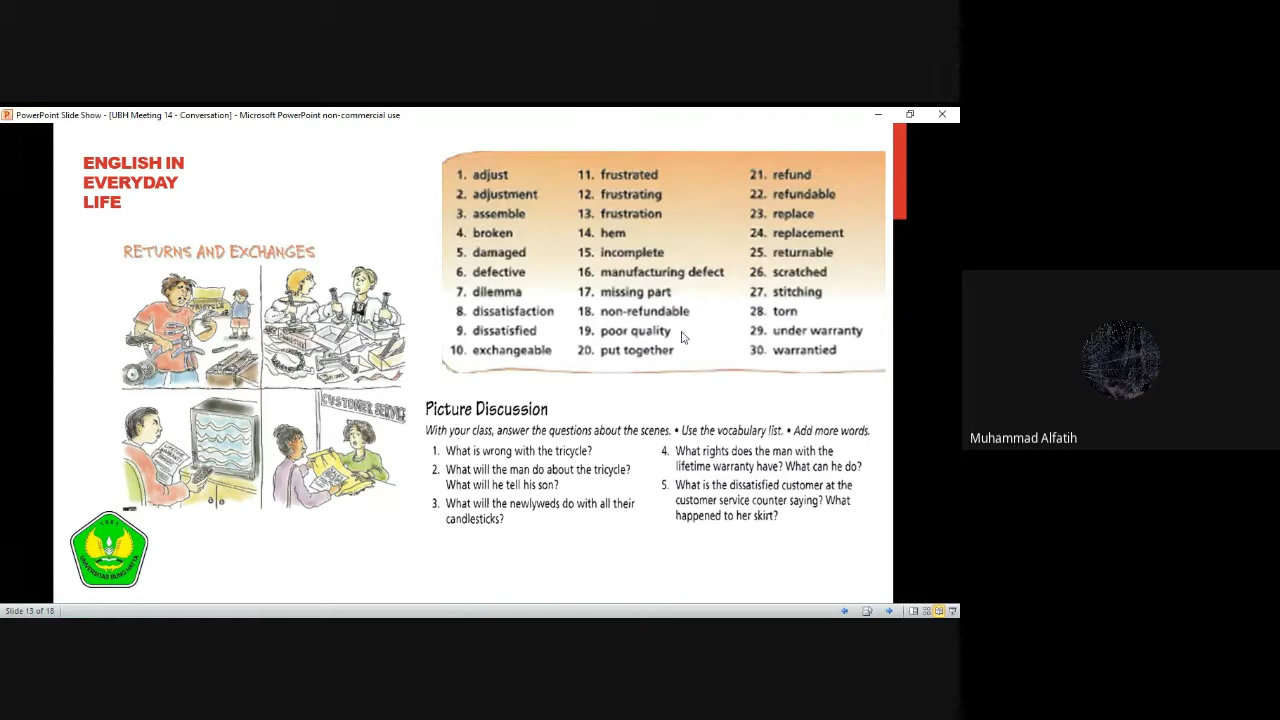 PowerPoint Slide Show - [UBH Meeting 14 - Conversation] - Microsoft PowerPoint non-commercial use
ENGLISH IN
EVERYDAY
LIFE
RETURNS AND EXCHANGES
CUSTOMER SERVICE
1981
UNIVERSITAS BUNG HATTA
1. adjust
2. adjustment
3. assemble
4. broken
5. damaged
6. defective
7. dilemma
8. dissatisfaction
9. dissatisfied
10. exchangeable
11. frustrated
12. frustrating
13. frustration
14. hem
15. incomplete
16. manufacturing defect
17. missing part
18. non-refundable
19. poor quality
20. put together
21. refund
22. refundable
23. replace
24. replacement
25. returnable
26. scratched
27. stitching
28. torn
29. under warranty
30. warrantied
Picture Discussion
With your class, answer the questions about the scenes. • Use the vocabulary list. • Add more words.
1. What is wrong with the tricycle?
2. What will the man do about the tricycle?
What will he tell his son?
3. What will the newlyweds do with all their
candlesticks?
4. What rights does the man with the
lifetime warranty have? What can he do?
5. What is the dissatisfied customer at the
customer service counter saying? What
happened to her skirt?
Slide 13 of 18
Muhammad Alfatih